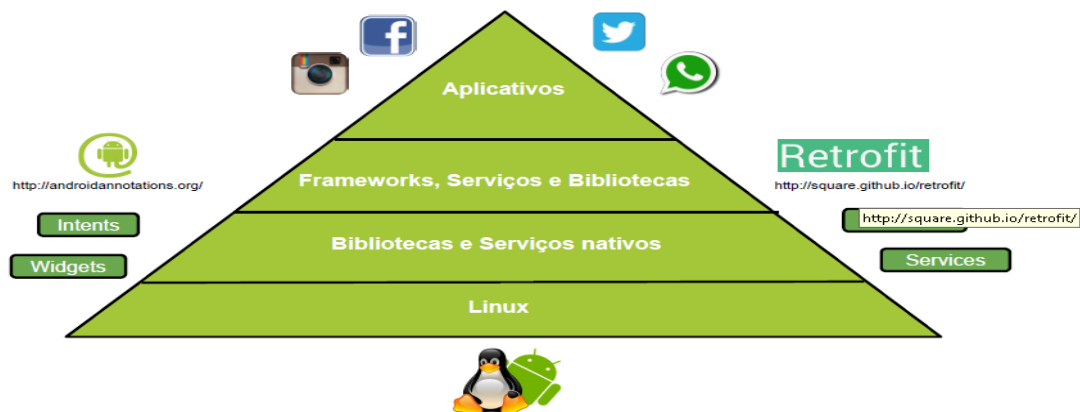 Aplicativos
Retrofit
http://androidannotations.org/
Frameworks, Serviços e Bibliotecas
http://square.github.io/retrofit/
Intents
http://square.github.io/retrofit/
Bibliotecas e Serviços nativos
Widgets
Services
Linux